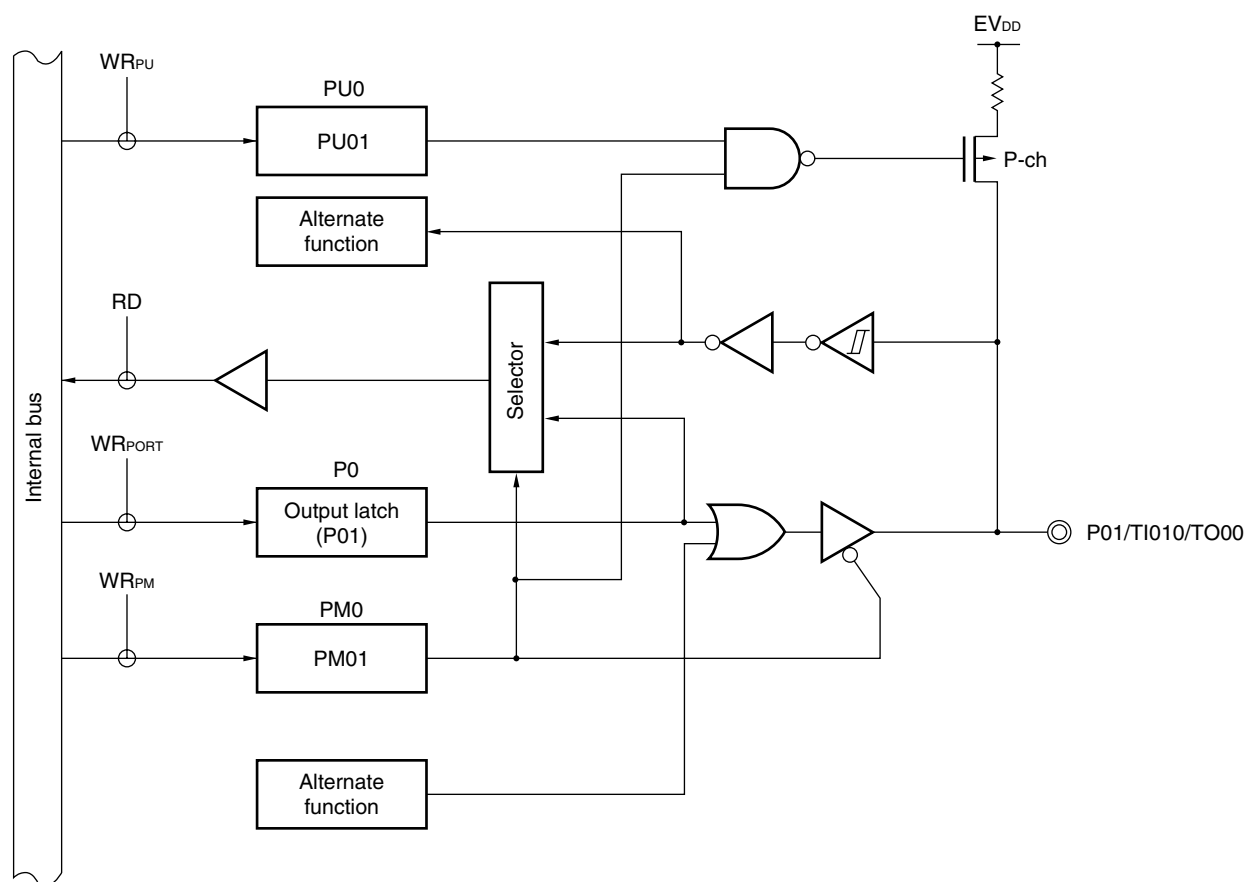 EVDD
WRPU
PU0
PU01
P-ch
Alternate
function
RD
Selector
Internal bus
WRPORT
P0
Output latch
(P01)
P01/TI010/TO00
WRPM
PM0
PM01
Alternate
function